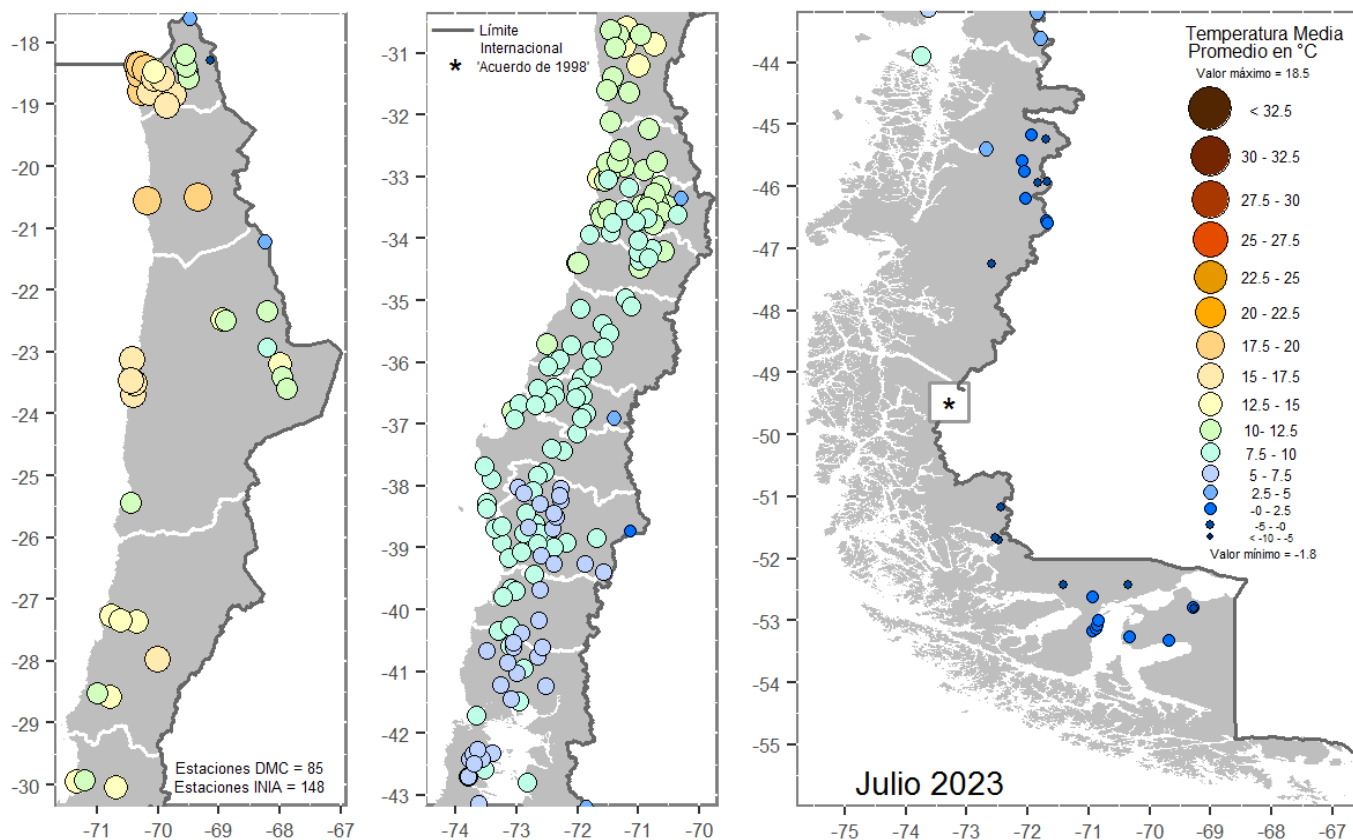 -18
-19
-20
-21
-22
-23
-24
-25
-26
-27
-28
-29
-30
-71
-70
-69
-68
-67
Estaciones DMC = 85
Estaciones INIA = 148
-31
-32
-33
-34
-35
-36
-37
-38
-39
-40
-41
-42
-43
-74
-73
-72
-71
-70
Límite
Internacional
* 'Acuerdo de 1998'
-44
-45
-46
-47
-48
-49
-50
-51
-52
-53
-54
-55
-75
-74
-73
-72
-71
-70
-69
-68
-67
-66
*
Julio 2023
Temperatura Media
Promedio en °C
Valor máximo = 18.5
< 32.5
30 - 32.5
27.5 - 30
25 - 27.5
22.5 - 25
20 - 22.5
17.5 - 20
15 - 17.5
12.5 - 15
10- 12.5
7.5 - 10
5 - 7.5
2.5 - 5
-0 - 2.5
-5 - -0
< -10 - -5
Valor mínimo = -1.8